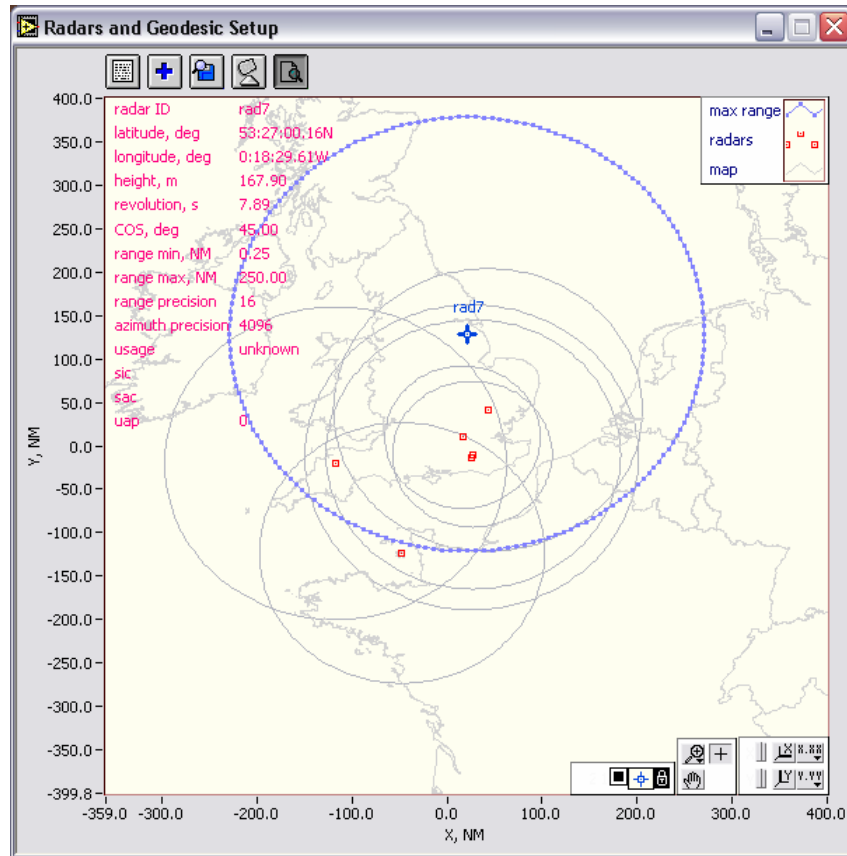 Radars and Geodesic Setup
400.0
350.0
300.0
250.0
200.0
150.0
100.0
50.0
0.0
-50.0
-100.0
-150.0
-200.0
-250.0
-300.0
-350.0
-399.8
Y, NM
radar ID rad7
latitude, deg 53:27:00.16N
longitude, deg 0:18:29.61W
height, m 167.90
revolution, s 7.89
COS, deg 45.00
range min, NM 0.25
range max, NM 250.00
range precision 16
azimuth precision 4096
usage unknown
sic
sac
uap 0
max range
radars
map
rad7
X X.XX
Y Y.YY
-359.0 -300.0 -200.0 -100.0 0.0 100.0 200.0 300.0 400.0
X, NM